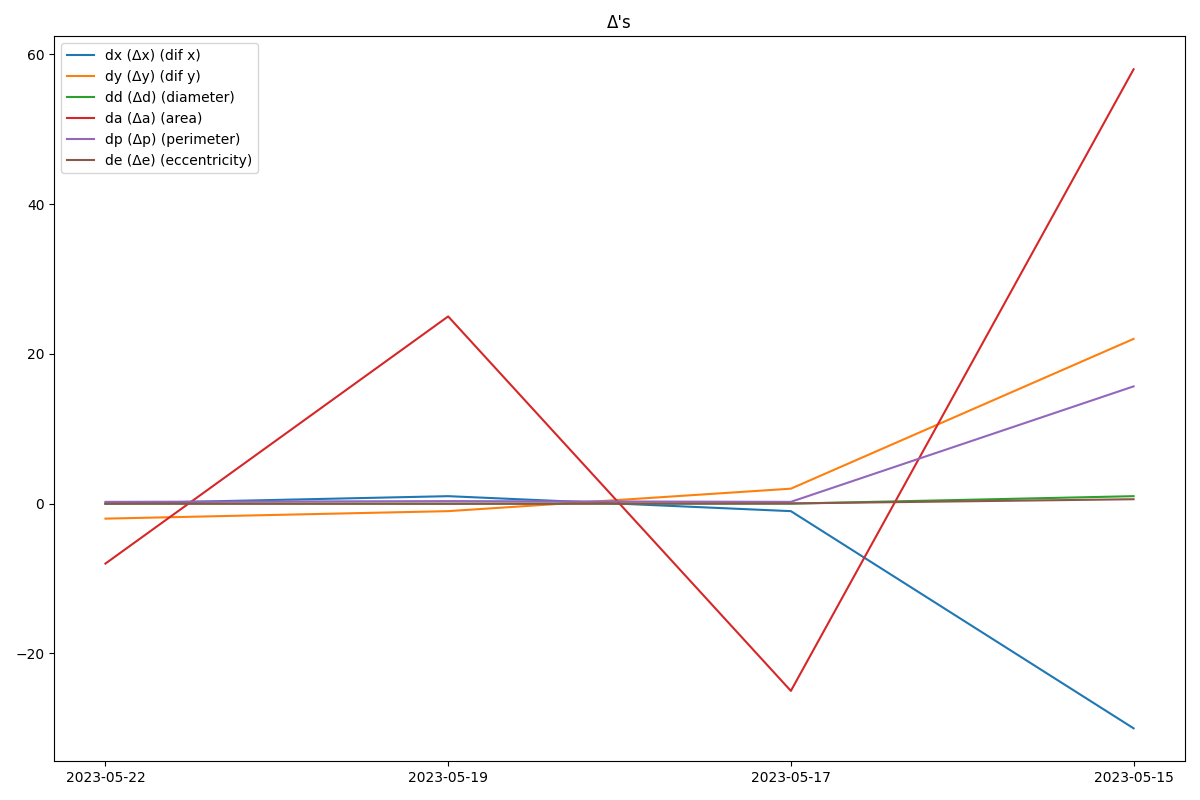 Δ's
dx (Δx) (dif x)
dy (Δy) (dif y)
dd (Δd) (diameter)
da (Δa) (area)
dp (Δp) (perimeter)
de (Δe) (eccentricity)
60
40
20
0
−20
2023-05-22 2023-05-19 2023-05-17 2023-05-15